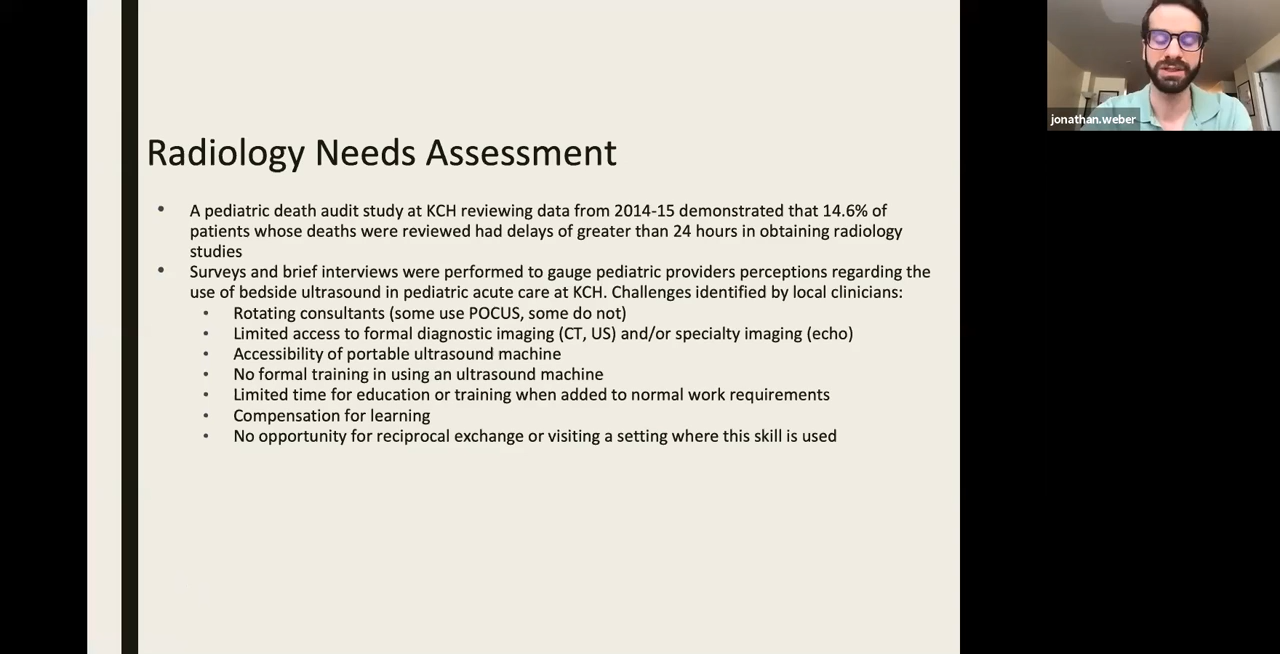 Radiology Needs Assessment
• A pediatric death audit study at KCH reviewing data from 2014-15 demonstrated that 14.6% of
patients whose deaths were reviewed had delays of greater than 24 hours in obtaining radiology
studies
• Surveys and brief interviews were performed to gauge pediatric providers perceptions regarding the
use of bedside ultrasound in pediatric acute care at KCH. Challenges identified by local clinicians:
• Rotating consultants (some use POCUS, some do not)
• Limited access to formal diagnostic imaging (CT, US) and/or specialty imaging (echo)
• Accessibility of portable ultrasound machine
• No formal training in using an ultrasound machine
• Limited time for education or training when added to normal work requirements
• Compensation for learning
• No opportunity for reciprocal exchange or visiting a setting where this skill is used
jonathan.weber